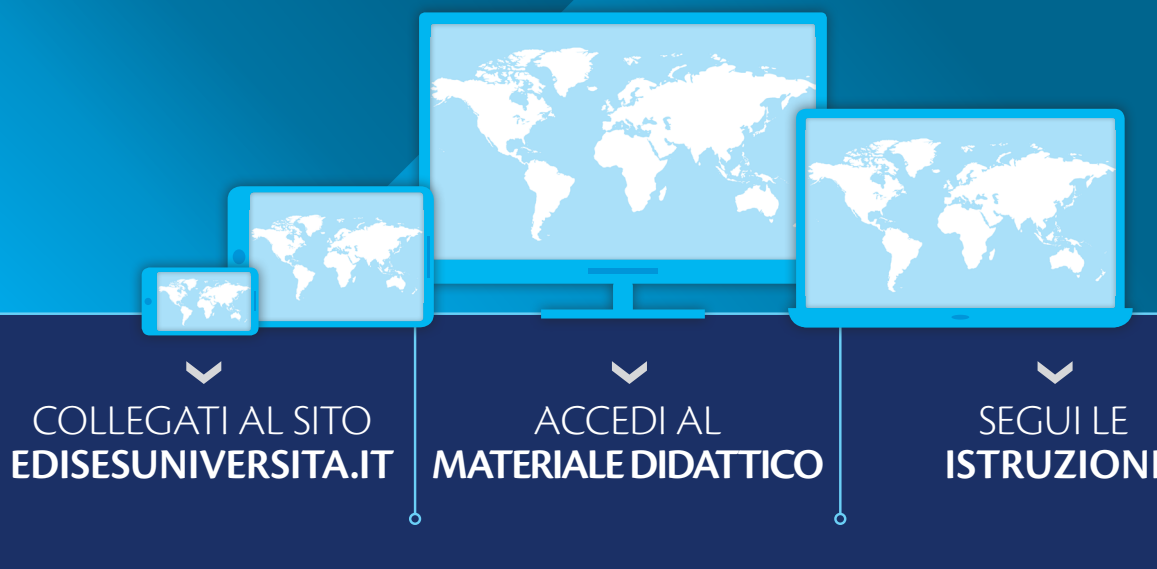 COLLEGATI AL SITO
EDISESUNIVERSITA.IT
ACCEDI AL
MATERIALE DIDATTICO
SEGUI LE
ISTRUZIONI